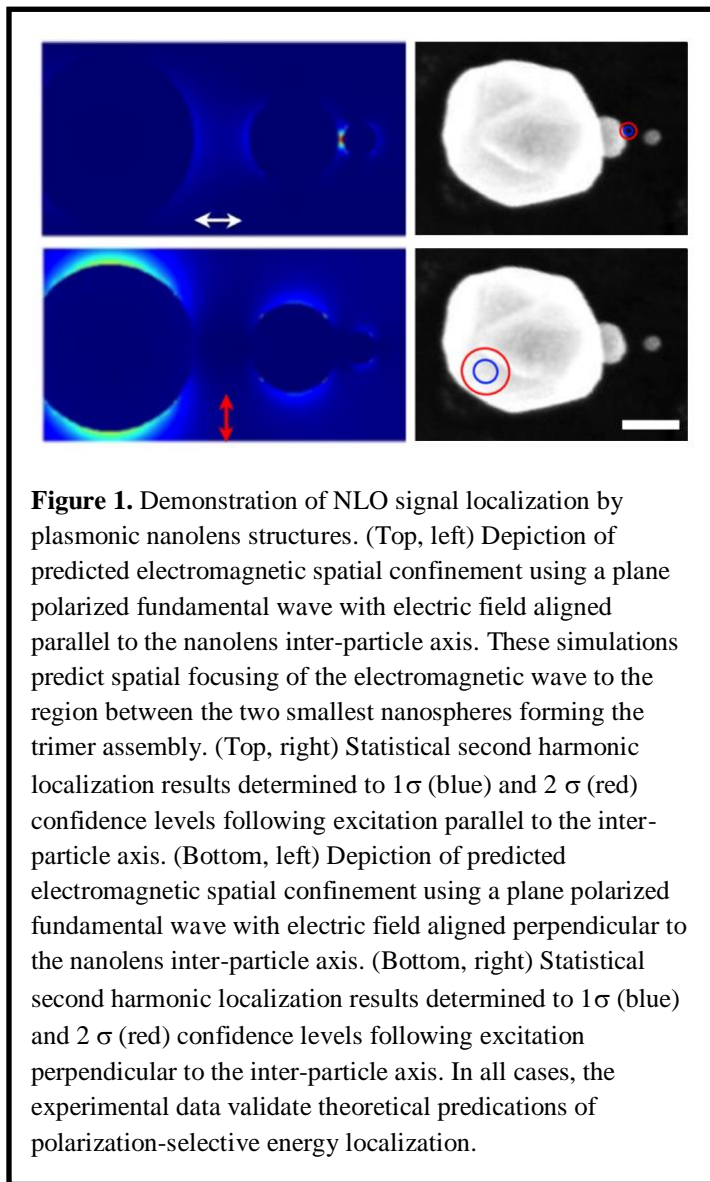 Figure 1. Demonstration of NLO signal localization by
plasmonic nanolens structures. (Top, left) Depiction of
predicted electromagnetic spatial confinement using a plane
polarized fundamental wave with electric field aligned
parallel to the nanolens inter-particle axis. These simulations
predict spatial focusing of the electromagnetic wave to the
region between the two smallest nanospheres forming the
trimer assembly. (Top, right) Statistical second harmonic
localization results determined to 1σ (blue) and 2 σ (red)
confidence levels following excitation parallel to the inter-
particle axis. (Bottom, left) Depiction of predicted
electromagnetic spatial confinement using a plane polarized
fundamental wave with electric field aligned perpendicular to
the nanolens inter-particle axis. (Bottom, right) Statistical
second harmonic localization results determined to 1σ (blue)
and 2 σ (red) confidence levels following excitation
perpendicular to the inter-particle axis. In all cases, the
experimental data validate theoretical predications of
polarization-selective energy localization.